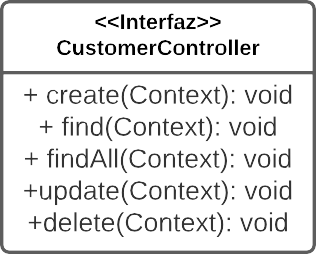 <<Interfaz>>
CustomerController
+ create(Context): void
+ find(Context): void
+ findAll(Context): void
+update(Context): void
+delete(Context): void